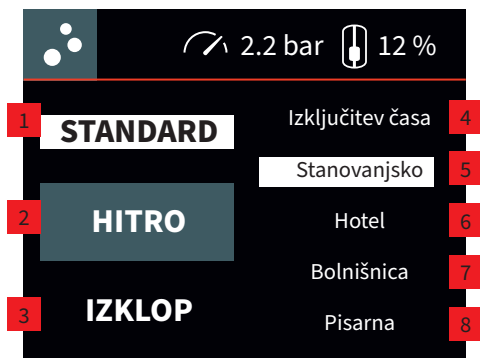 2.2 bar 12 %
1 STANDARD
2 HITRO
3 IZKLOP
Izključitev časa 4
Stanovanjsko 5
Hotel 6
Bolnišnica 7
Pisarna 8